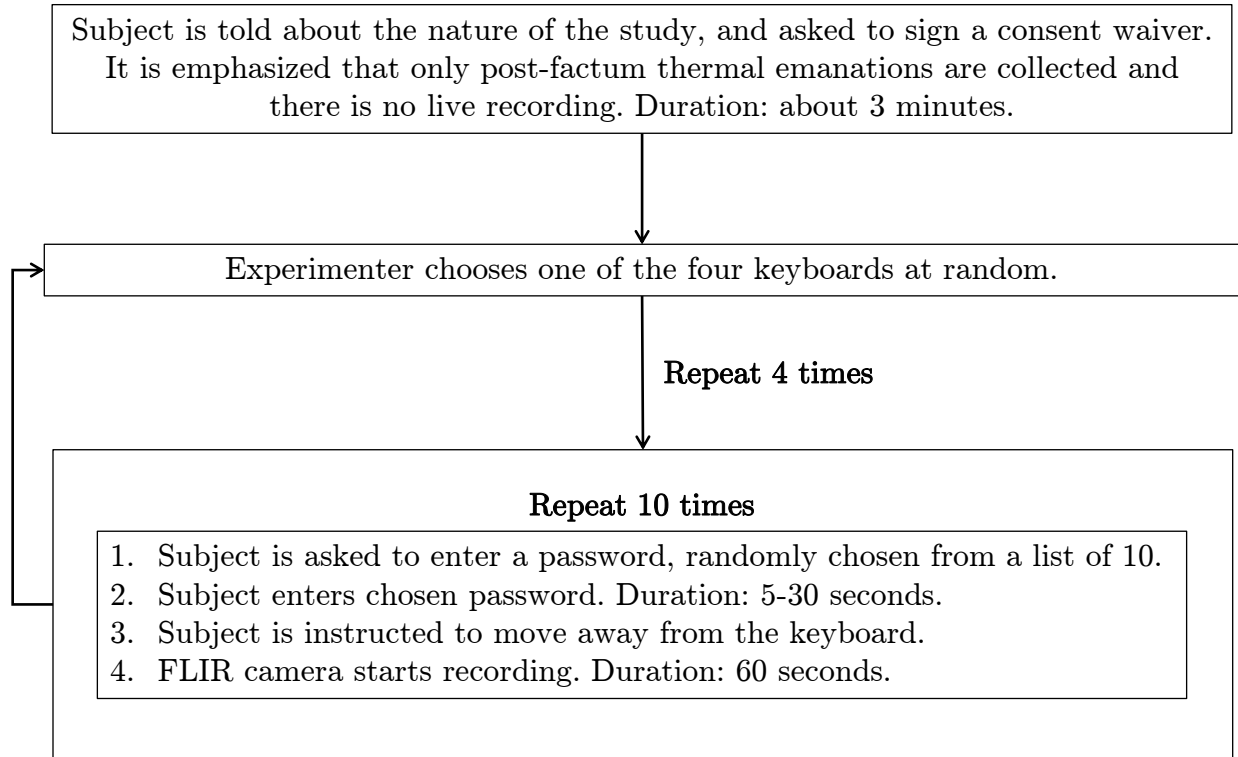 Subject is told about the nature of the study, and asked to sign a consent waiver.
It is emphasized that only post-factum thermal emanations are collected and
there is no live recording. Duration: about 3 minutes.
Experimenter chooses one of the four keyboards at random.
Repeat 4 times
Repeat 10 times
1. Subject is asked to enter a password, randomly chosen from a list of 10.
2. Subject enters chosen password. Duration: 5-30 seconds.
3. Subject is instructed to move away from the keyboard.
4. FLIR camera starts recording. Duration: 60 seconds.